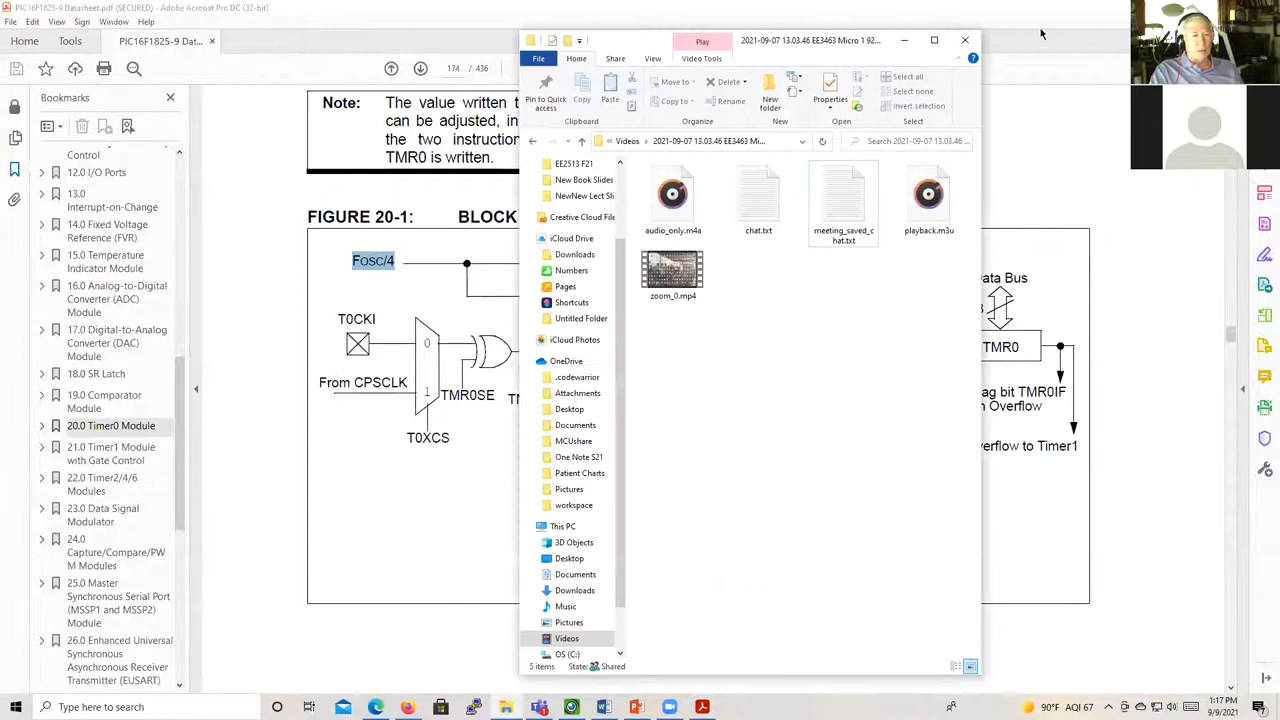 PIC16F1825-9 Datasheet.pdf (SECURED) - Adobe Acrobat Pro DC (32-bit)
File Edit View Sign Window Help
Home Tools PIC16F1825-9 Dat... ×
174 / 436
Bookmarks
Control
12.0 I/O Ports
13.0
Interrupt-on-Change
14.0 Fixed Voltage
Reference (FVR)
15.0 Temperature
Indicator Module
16.0 Analog-to-Digital
Converter (ADC)
Module
17.0 Digital-to-Analog
Converter (DAC)
Module
18.0 SR Latch
19.0 Comparator
Module
20.0 Timer0 Module
21.0 Timer1 Module
with Gate Control
22.0 Timer2/4/6
Modules
23.0 Data Signal
Modulator
24.0
Capture/Compare/PW
M Modules
25.0 Master
Synchronous Serial Port
(MSSP1 and MSSP2)
Module
26.0 Enhanced Universal
Synchronous
Asynchronous Receiver
Transmitter (EUSART)
Note: The value written t
can be adjusted, in
the two instruction
TMR0 is written.
FIGURE 20-1: BLOCK
FOSC/4
T0CKI
0
From CPSCLK
1
TMR0SE
T0XCS
ata Bus
TMR0
ag bit TMR0IF
n Overflow
verflow to Timer1
Play 2021-09-07 13.03.46 EE3463 Micro 1 92...
File Home Share View Video Tools
Pin to Quick
access
Copy
Paste
Clipboard
Move to
Copy to
Delete
Rename
Organize
New
folder
New
Properties
Open
Select all
Select none
Invert selection
Select
« Videos › 2021-09-07 13.03.46 EE3463 Mi...
Search 2021-09-07 13.03.46 ...
EE2513 F21
New Book Slides
NewNew Lect Sli
Creative Cloud File
iCloud Drive
Downloads
Numbers
Pages
Shortcuts
Untitled Folder
iCloud Photos
OneDrive
.codewarrior
Attachments
Desktop
Documents
MCUshare
One Note S21
Patient Charts
Pictures
workspace
This PC
3D Objects
Desktop
Documents
Downloads
Music
Pictures
Videos
OS (C:)
audio_only.m4a
chat.txt
meeting_saved_c
hat.txt
playback.m3u
zoom_0.mp4
5 items State: Shared
Type here to search
90°F AQI 67
1:17 PM
9/9/2021